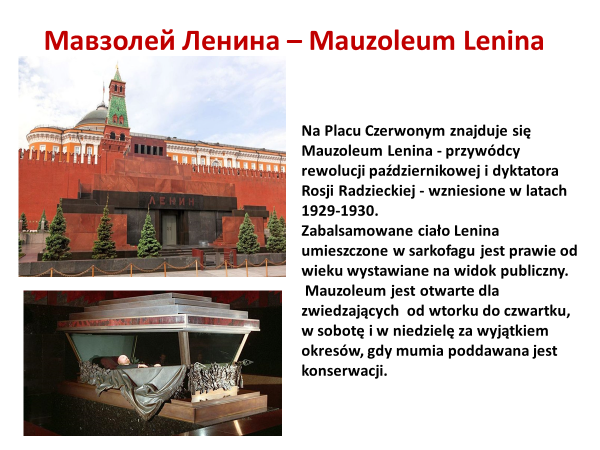 Мавзолей Ленина – Mauzoleum Lenina
ЛЕНИН
Na Placu Czerwonym znajduje się
Mauzoleum Lenina - przywódcy
rewolucji październikowej i dyktatora
Rosji Radzieckiej - wzniesione w latach
1929-1930.
Zabalsamowane ciało Lenina
umieszczone w sarkofagu jest prawie od
wieku wystawiane na widok publiczny.
Mauzoleum jest otwarte dla
zwiedzających od wtorku do czwartku,
w sobotę i w niedzielę za wyjątkiem
okresów, gdy mumia poddawana jest
konserwacji.